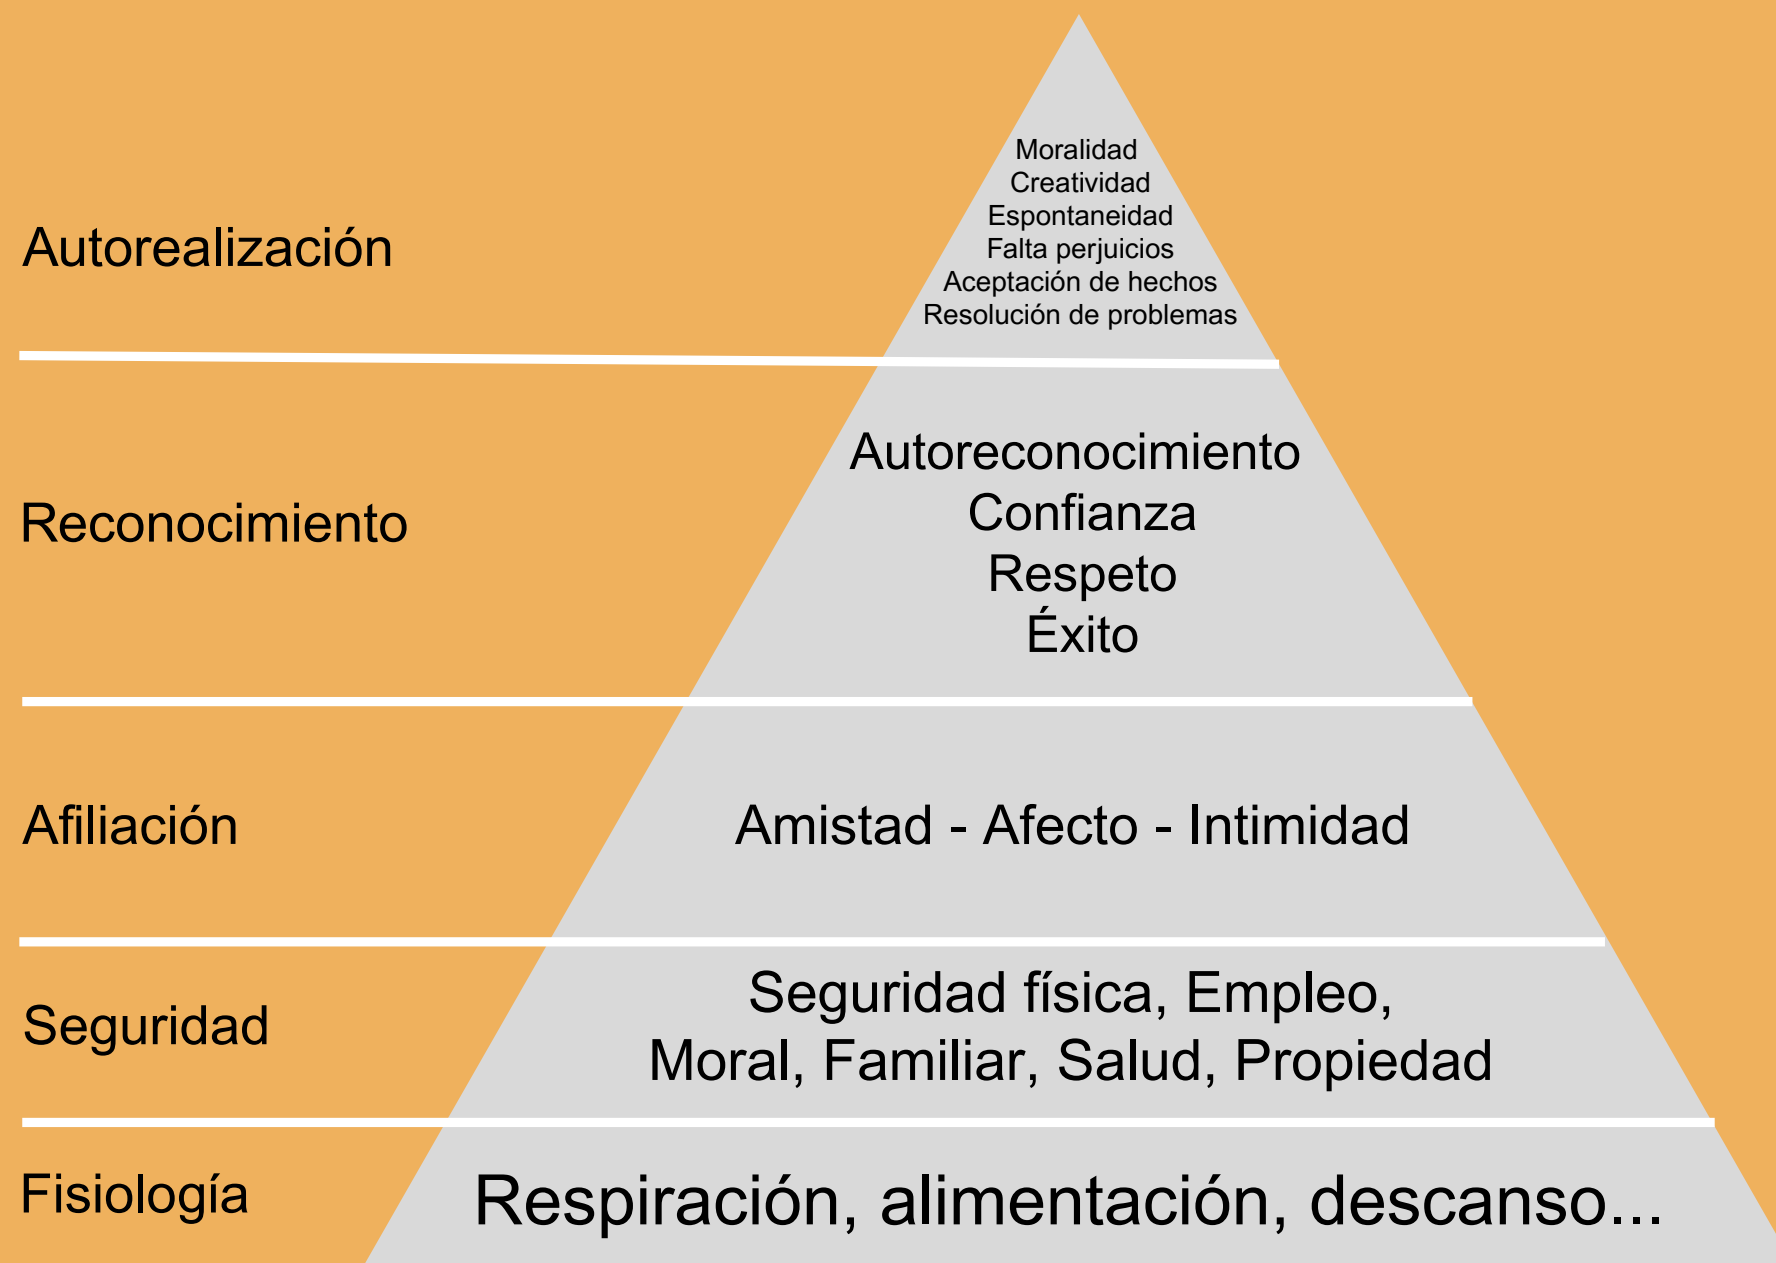 Moralidad
Creatividad
Espontaneidad
Falta perjuicios
Aceptación de hechos
Resolución de problemas
Autorealización
Autoreconocimiento
Confianza
Respeto
Éxito
Reconocimiento
Afiliación
Amistad - Afecto - Intimidad
Seguridad
Seguridad física, Empleo,
Moral, Familiar, Salud, Propiedad
Fisiología
Respiración, alimentación, descanso...